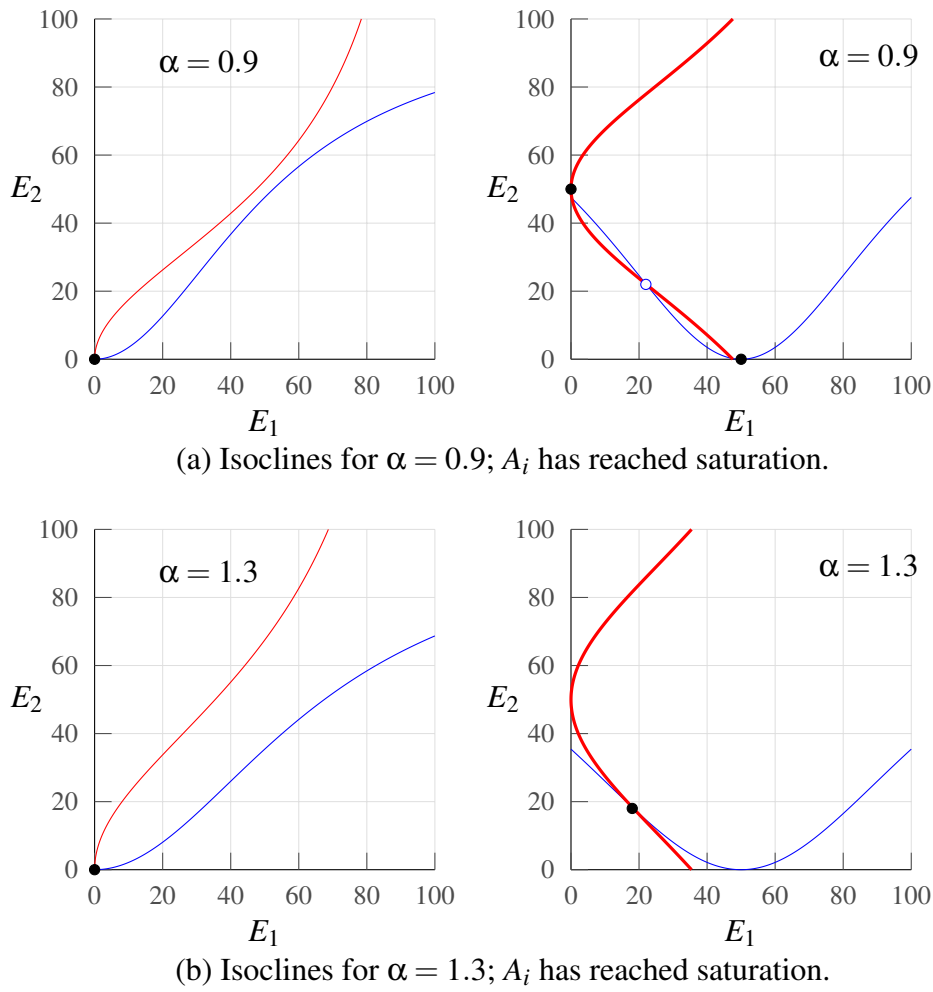 100
80
60
40
20
0
E₂
α = 0.9
0 20 40 60 80 100
E₁
100
80
60
40
20
0
E₂
α = 0.9
0 20 40 60 80 100
E₁
(a) Isoclines for α = 0.9; Aᵢ has reached saturation.
100
80
60
40
20
0
E₂
α = 1.3
0 20 40 60 80 100
E₁
100
80
60
40
20
0
E₂
α = 1.3
0 20 40 60 80 100
E₁
(b) Isoclines for α = 1.3; Aᵢ has reached saturation.